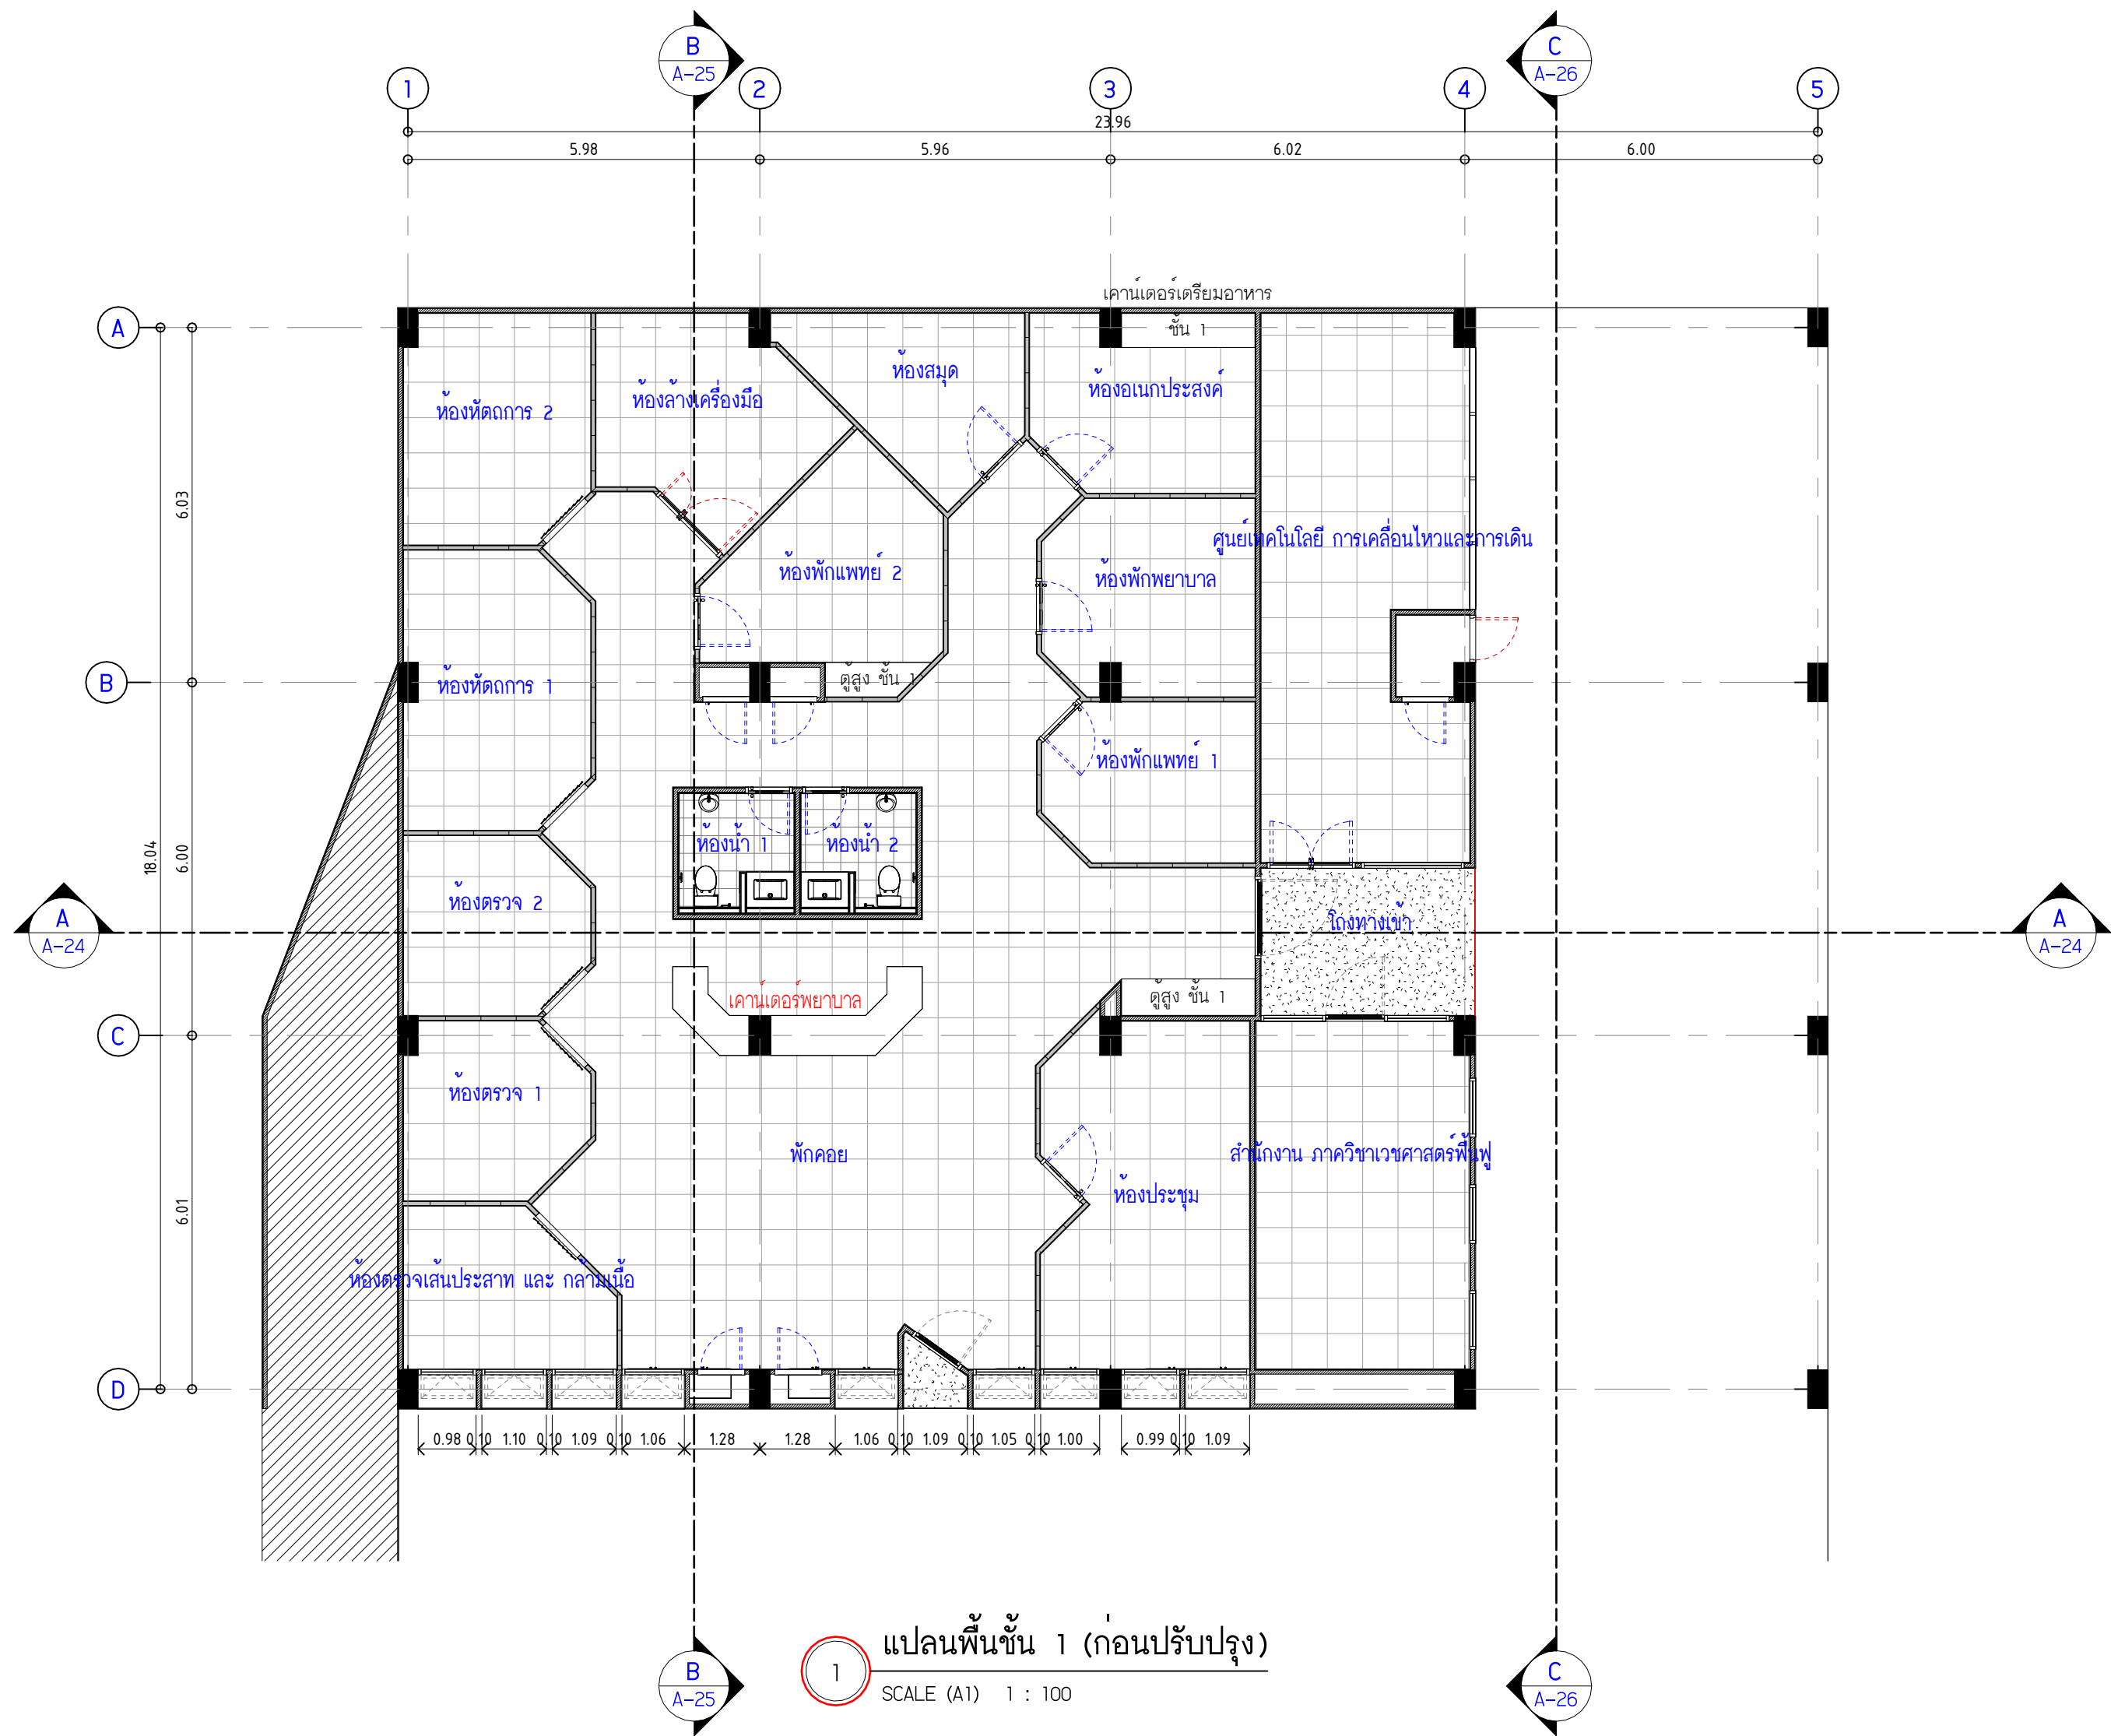 B
A-25
C
A-26
1
2
3
4
5
23.96
5.98
5.96
6.02
6.00
เคาน์เตอร์เตรียมอาหาร
A
ชั้น 1
ห้องสมุด
ห้องอเนกประสงค์
ห้องหัตถการ 2
ห้องล้างเครื่องมือ
6.03
ศูนย์เทคโนโลยี การเคลื่อนไหวและการเดิน
ห้องพักแพทย์ 2
ห้องพักพยาบาล
B
ห้องหัตถการ 1
ตู้สูง ชั้น 1
ห้องพักแพทย์ 1
18.04
6.00
ห้องน้ำ 1
ห้องน้ำ 2
ห้องตรวจ 2
A
A-24
โถงทางเข้า
A
A-24
เคาน์เตอร์พยาบาล
ตู้สูง ชั้น 1
C
ห้องตรวจ 1
พักคอย
สำนักงาน ภาควิชาเวชศาสตร์ฟื้นฟู
ห้องประชุม
6.01
ห้องตรวจเส้นประสาท และ กล้ามเนื้อ
D
0.98 0.10 1.10 0.10 1.09 0.10 1.06 1.28 1.28 1.06 0.10 1.09 0.10 1.05 0.10 1.00 0.99 0.10 1.09
1
แปลนพื้นชั้น 1 (ก่อนปรับปรุง)
SCALE (A1) 1 : 100
B
A-25
C
A-26